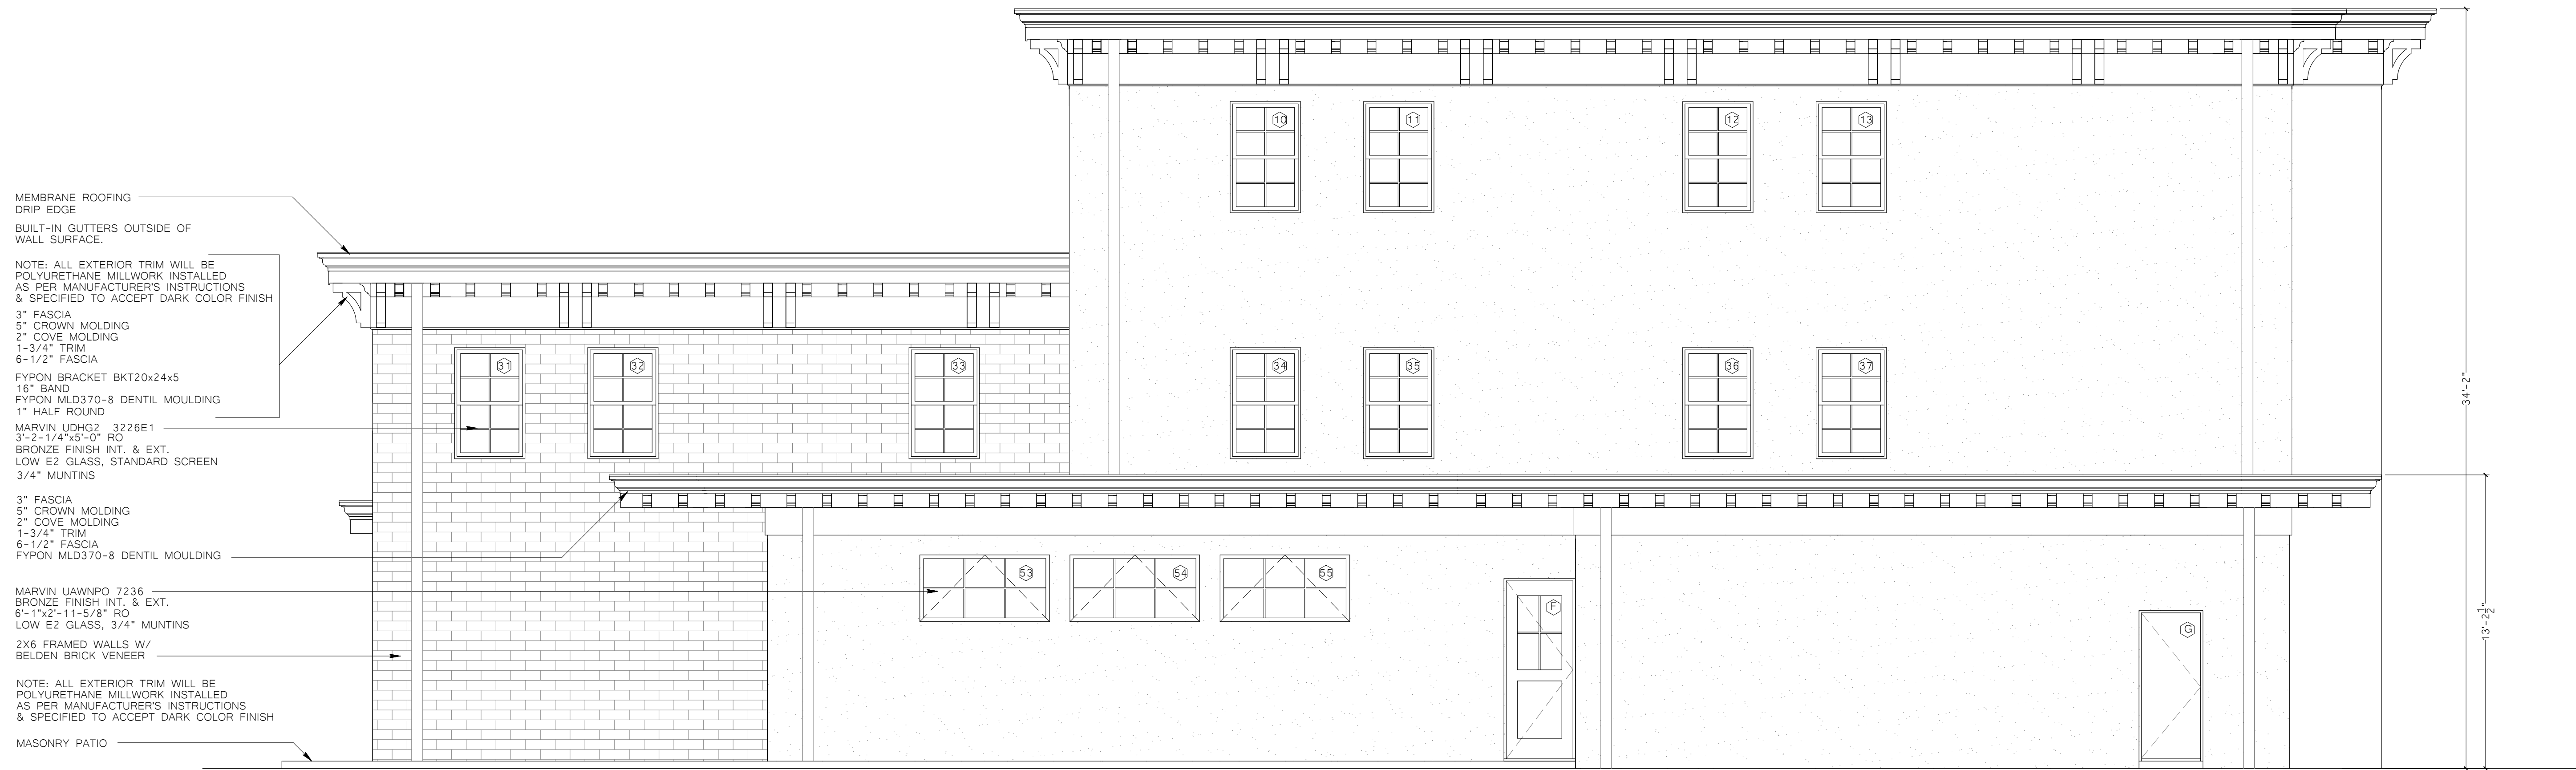 MEMBRANE ROOFING
DRIP EDGE
BUILT-IN GUTTERS OUTSIDE OF
WALL SURFACE.
NOTE: ALL EXTERIOR TRIM WILL BE
POLYURETHANE MILLWORK INSTALLED
AS PER MANUFACTURER'S INSTRUCTIONS
& SPECIFIED TO ACCEPT DARK COLOR FINISH
3" FASCIA
5" CROWN MOLDING
2" COVE MOLDING
1-3/4" TRIM
6-1/2" FASCIA
FYPON BRACKET BKT20x24x5
16" BAND
FYPON MLD370-8 DENTIL MOULDING
1" HALF ROUND
MARVIN UDHG2 3226E1
3'-2-1/4"x5'-0" RO
BRONZE FINISH INT. & EXT.
LOW E2 GLASS, STANDARD SCREEN
3/4" MUNTINS
3" FASCIA
5" CROWN MOLDING
2" COVE MOLDING
1-3/4" TRIM
6-1/2" FASCIA
FYPON MLD370-8 DENTIL MOULDING
MARVIN UAWNPO 7236
BRONZE FINISH INT. & EXT.
6'-1"x2'-11-5/8" RO
LOW E2 GLASS, 3/4" MUNTINS
2X6 FRAMED WALLS W/
BELDEN BRICK VENEER
NOTE: ALL EXTERIOR TRIM WILL BE
POLYURETHANE MILLWORK INSTALLED
AS PER MANUFACTURER'S INSTRUCTIONS
& SPECIFIED TO ACCEPT DARK COLOR FINISH
MASONRY PATIO
10
11
12
13
31
32
33
34
35
36
37
53
54
55
F
G
34'-2"
13'-2 1/2"